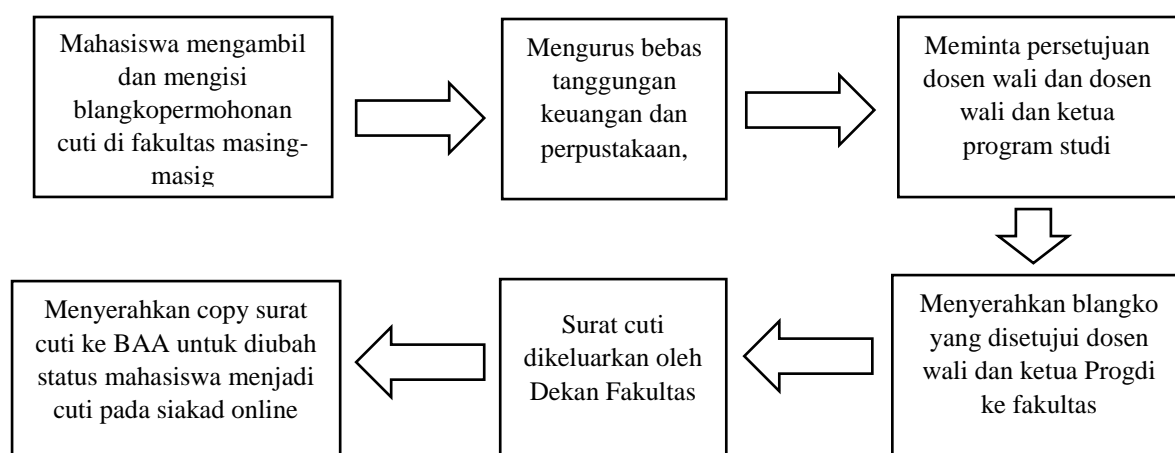 Mahasiswa mengambil
dan mengisi
blangkopermohonan
cuti di fakultas masing-
masig
Mengurus bebas
tanggungan
keuangan dan
perpustakaan,
Meminta persetujuan
dosen wali dan dosen
wali dan ketua
program studi
Menyerahkan blangko
yang disetujui dosen
wali dan ketua Progdi
ke fakultas
Surat cuti
dikeluarkan oleh
Dekan Fakultas
Menyerahkan copy surat
cuti ke BAA untuk diubah
status mahasiswa menjadi
cuti pada siakad online